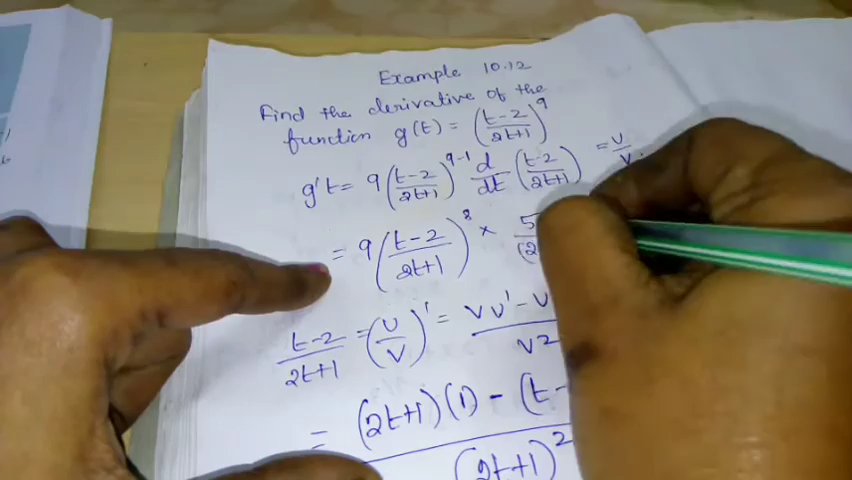 Example 10.12
Find the derivative of the
function g(t) = (t-2/2t+1)^9
g't = 9(t-2/2t+1)^9-1 d/dt (t-2/2t+1) = u/v
= 9(t-2/2t+1)^8 × 5/(2
t-2/2t+1 = (u/v)' = vu' - u/v2
= (2t+1)(1) - (t-/(2t+1)^2